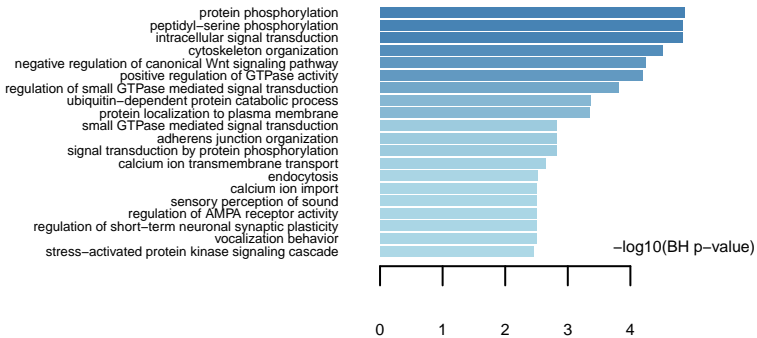 protein phosphorylation
peptidyl−serine phosphorylation
intracellular signal transduction
cytoskeleton organization
negative regulation of canonical Wnt signaling pathway
positive regulation of GTPase activity
regulation of small GTPase mediated signal transduction
ubiquitin−dependent protein catabolic process
protein localization to plasma membrane
small GTPase mediated signal transduction
adherens junction organization
signal transduction by protein phosphorylation
calcium ion transmembrane transport
endocytosis
calcium ion import
sensory perception of sound
regulation of AMPA receptor activity
regulation of short−term neuronal synaptic plasticity
vocalization behavior
stress−activated protein kinase signaling cascade
−log10(BH p−value)
0 1 2 3 4